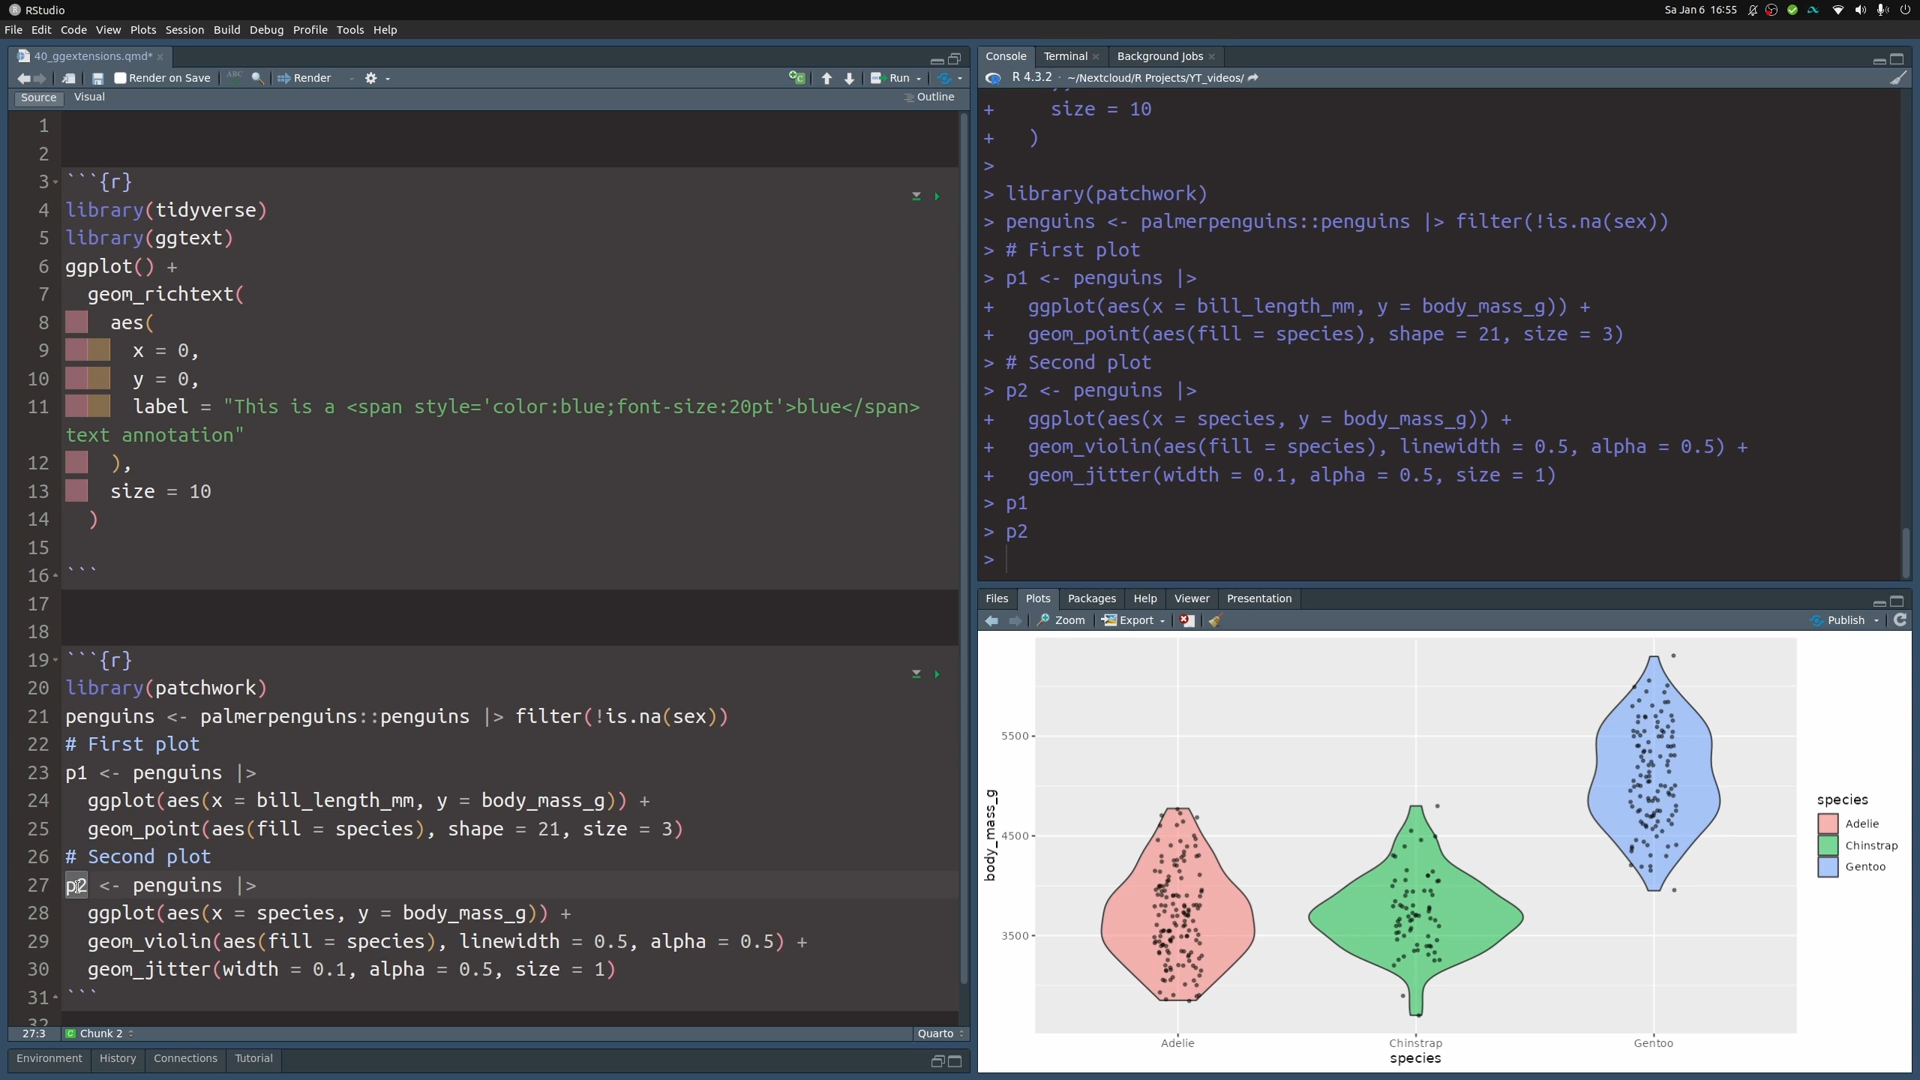 RStudio
Sa Jan 6 16:55
File Edit Code View Plots Session Build Debug Profile Tools Help
40_ggextensions.qmd*
Render on Save ABC Render Run
Source Visual Outline
1
2
3 ```{r}
4 library(tidyverse)
5 library(ggtext)
6 ggplot() +
7 geom_richtext(
8 aes(
9 x = 0,
10 y = 0,
11 label = "This is a <span style='color:blue;font-size:20pt'>blue</span>
text annotation"
12 ),
13 size = 10
14 )
15
16 ```
17
18
19 ```{r}
20 library(patchwork)
21 penguins <- palmerpenguins::penguins |> filter(!is.na(sex))
22 # First plot
23 p1 <- penguins |>
24 ggplot(aes(x = bill_length_mm, y = body_mass_g)) +
25 geom_point(aes(fill = species), shape = 21, size = 3)
26 # Second plot
27 p2 <- penguins |>
28 ggplot(aes(x = species, y = body_mass_g)) +
29 geom_violin(aes(fill = species), linewidth = 0.5, alpha = 0.5) +
30 geom_jitter(width = 0.1, alpha = 0.5, size = 1)
31 ```
32
27:3 C Chunk 2 Quarto
Environment History Connections Tutorial
Console Terminal Background Jobs
R 4.3.2 · ~/Nextcloud/R Projects/YT_videos/
+ size = 10
+ )
>
> library(patchwork)
> penguins <- palmerpenguins::penguins |> filter(!is.na(sex))
> # First plot
> p1 <- penguins |>
+ ggplot(aes(x = bill_length_mm, y = body_mass_g)) +
+ geom_point(aes(fill = species), shape = 21, size = 3)
> # Second plot
> p2 <- penguins |>
+ ggplot(aes(x = species, y = body_mass_g)) +
+ geom_violin(aes(fill = species), linewidth = 0.5, alpha = 0.5) +
+ geom_jitter(width = 0.1, alpha = 0.5, size = 1)
> p1
> p2
>
Files Plots Packages Help Viewer Presentation
Zoom Export Publish
body_mass_g
5500
4500
3500
Adelie Chinstrap Gentoo
species
species
Adelie
Chinstrap
Gentoo